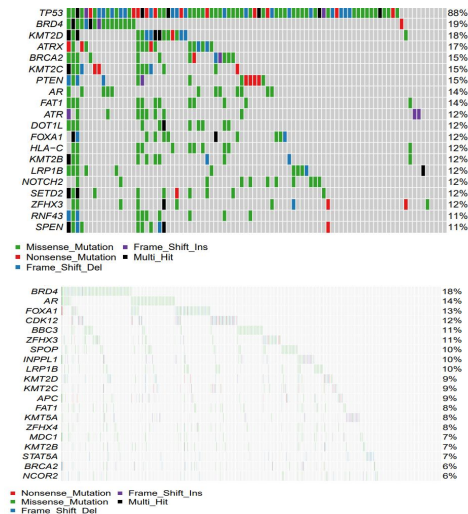 TP53 88%
BRD4 19%
KMT2D 18%
ATRX 17%
BRCA2 15%
KMT2C 15%
PTEN 15%
AR 14%
FAT1 14%
ATR 12%
DOT1L 12%
FOXA1 12%
HLA-C 12%
KMT2B 12%
LRP1B 12%
NOTCH2 12%
SETD2 12%
ZFHX3 12%
RNF43 11%
SPEN 11%
Missense_Mutation Frame_Shift_Ins
Nonsense_Mutation Multi_Hit
Frame_Shift_Del
BRD4 18%
AR 14%
FOXA1 13%
CDK12 12%
BBC3 11%
ZFHX3 11%
SPOP 10%
INPPL1 10%
LRP1B 10%
KMT2D 9%
KMT2C 9%
APC 9%
FAT1 8%
KMT5A 8%
ZFHX4 8%
MDC1 7%
KMT2B 7%
STAT5A 7%
BRCA2 6%
NCOR2 6%
Nonsense_Mutation Frame_Shift_Ins
Missense_Mutation Multi_Hit
Frame_Shift_Del